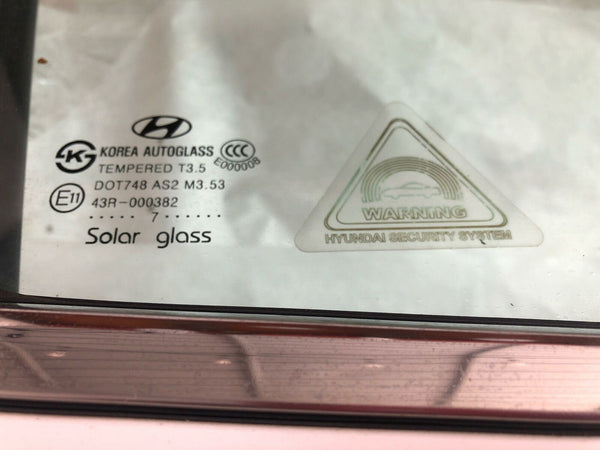 KS KOREA AUTOGLASS CCC
E000008
TEMPERED T3.5
DOT748 AS2 M3.53
E11 43R-000382
..... 7 ......
Solar glass
WARNING
HYUNDAI SECURITY SYSTEM